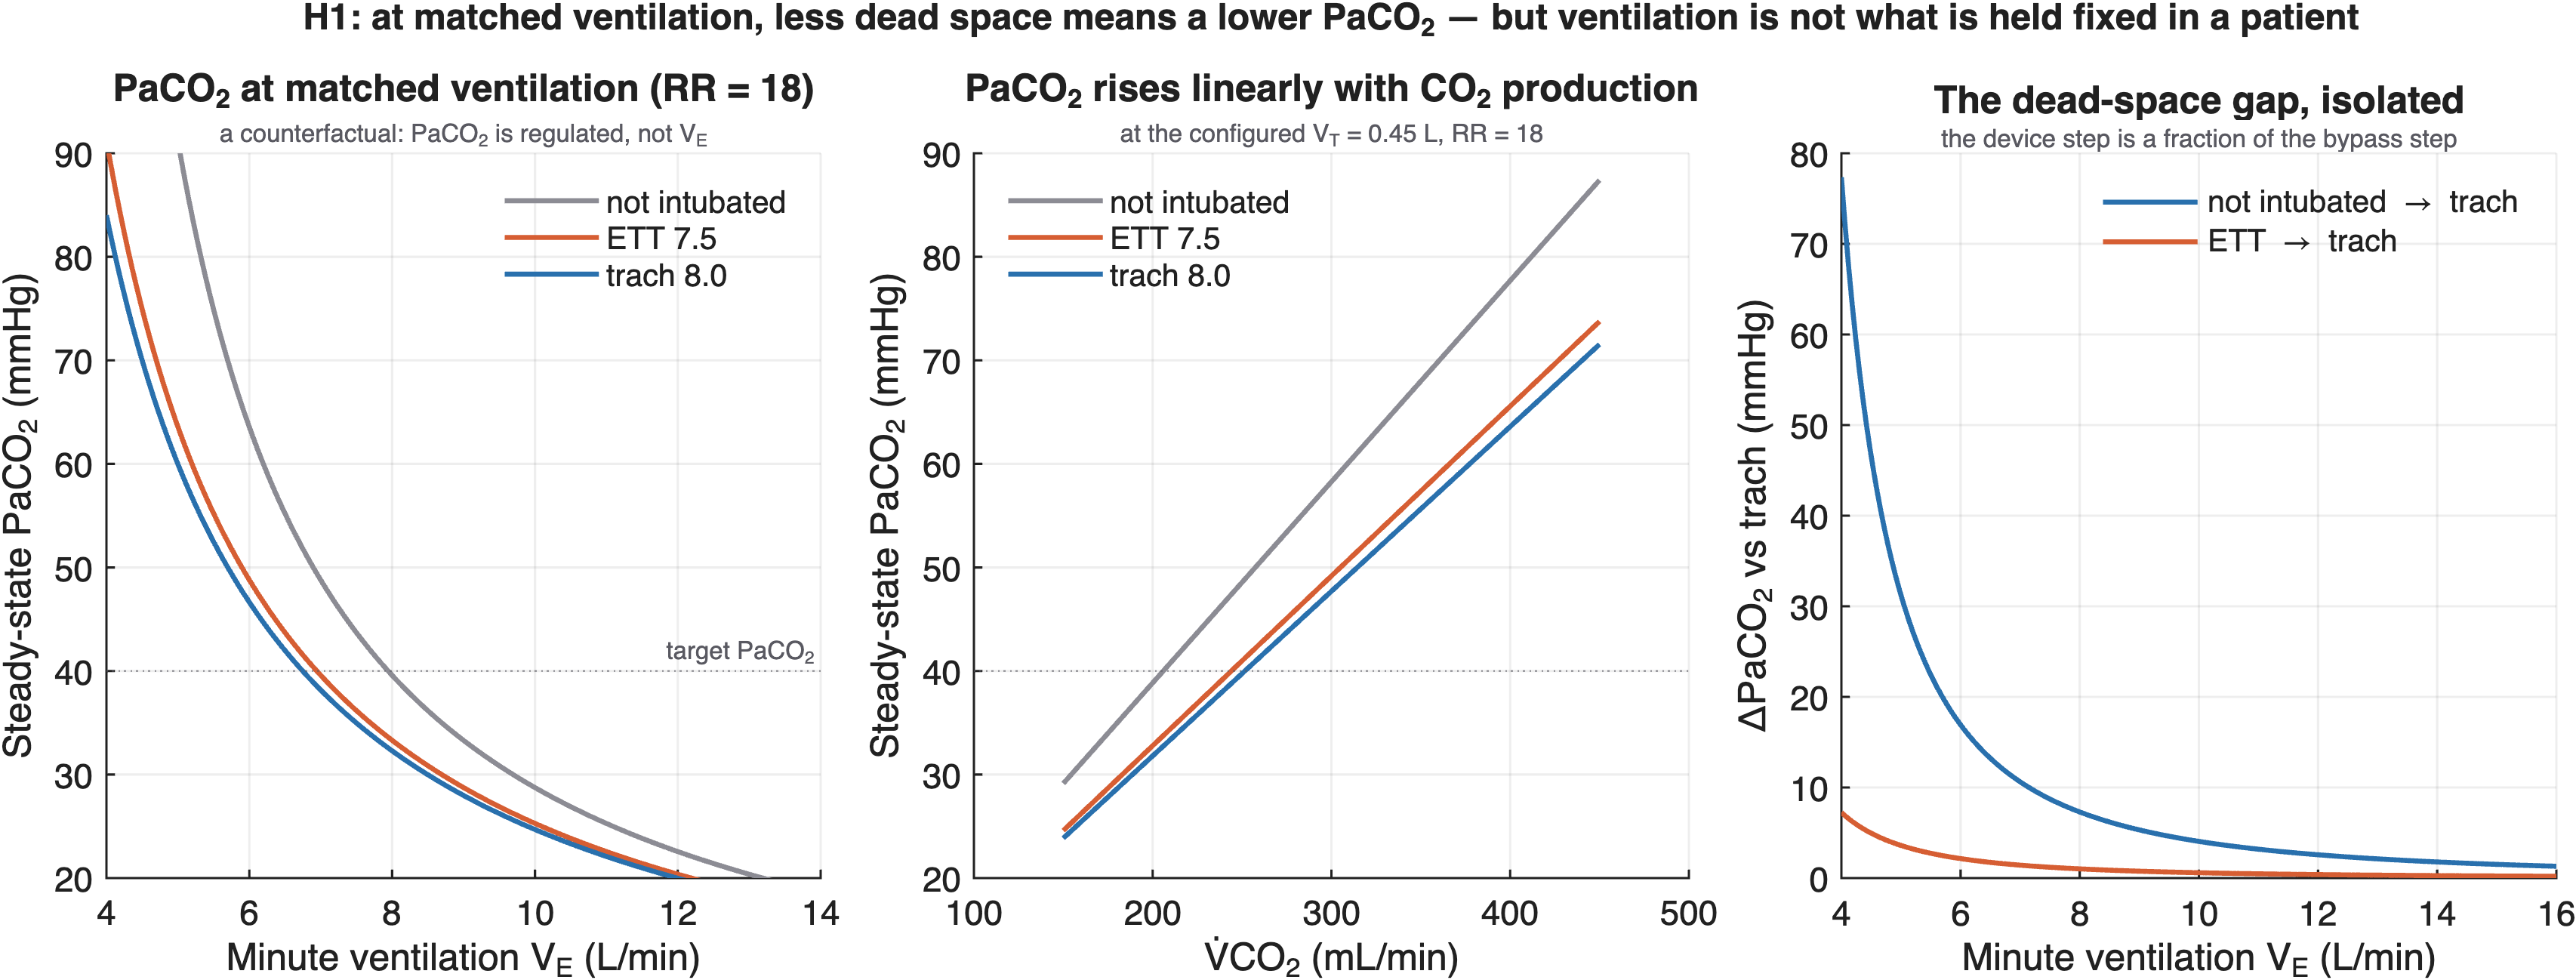 H1: at matched ventilation, less dead space means a lower PaCO₂ — but ventilation is not what is held fixed in a patient
PaCO₂ at matched ventilation (RR = 18)
a counterfactual: PaCO₂ is regulated, not V_E
90
80
70
60
50
40
30
20
Steady-state PaCO₂ (mmHg)
not intubated
ETT 7.5
trach 8.0
target PaCO₂
4
6
8
10
12
14
Minute ventilation V_E (L/min)
PaCO₂ rises linearly with CO₂ production
at the configured V_T = 0.45 L, RR = 18
90
80
70
60
50
40
30
20
Steady-state PaCO₂ (mmHg)
not intubated
ETT 7.5
trach 8.0
100
200
300
400
500
V̇CO₂ (mL/min)
The dead-space gap, isolated
the device step is a fraction of the bypass step
80
70
60
50
40
30
20
10
0
ΔPaCO₂ vs trach (mmHg)
not intubated → trach
ETT → trach
4
6
8
10
12
14
16
Minute ventilation V_E (L/min)